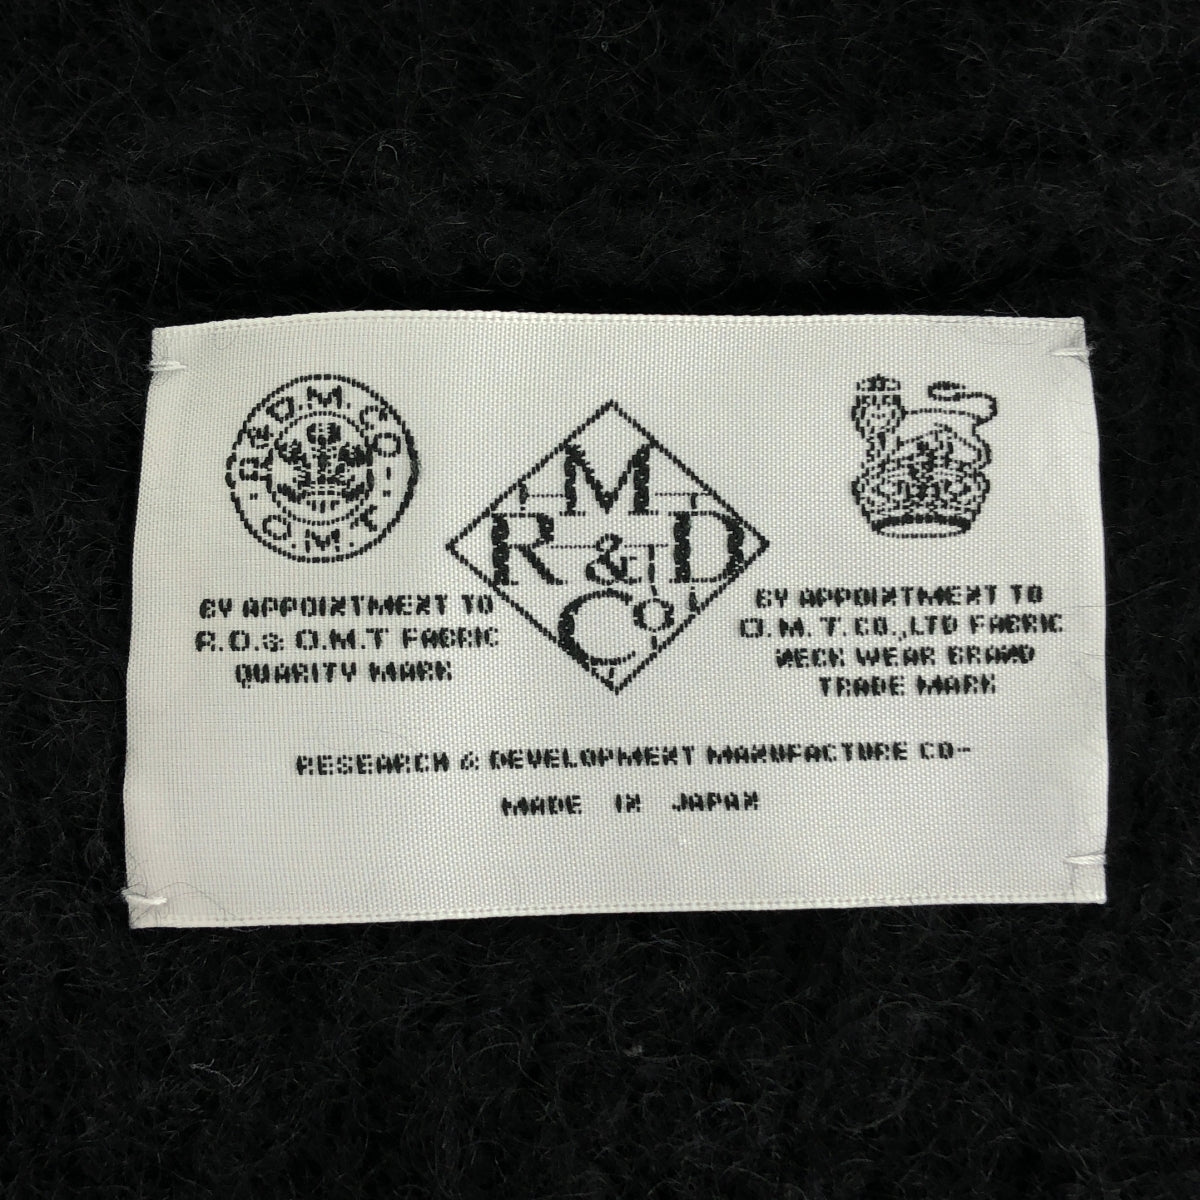 R.&D.M.CO.
O.M.T.
M
R&D
Co
BY APPOINTMENT TO
R.D.& O.M.T FABRIC
QUARITY MARK
BY APPOINTMENT TO
O.M.T.CO.,LTD FABRIC
NECK WEAR BRAND
TRADE MARK
RESEARCH & DEVELOPMENT MANUFACTURE CO-
MADE IN JAPAN